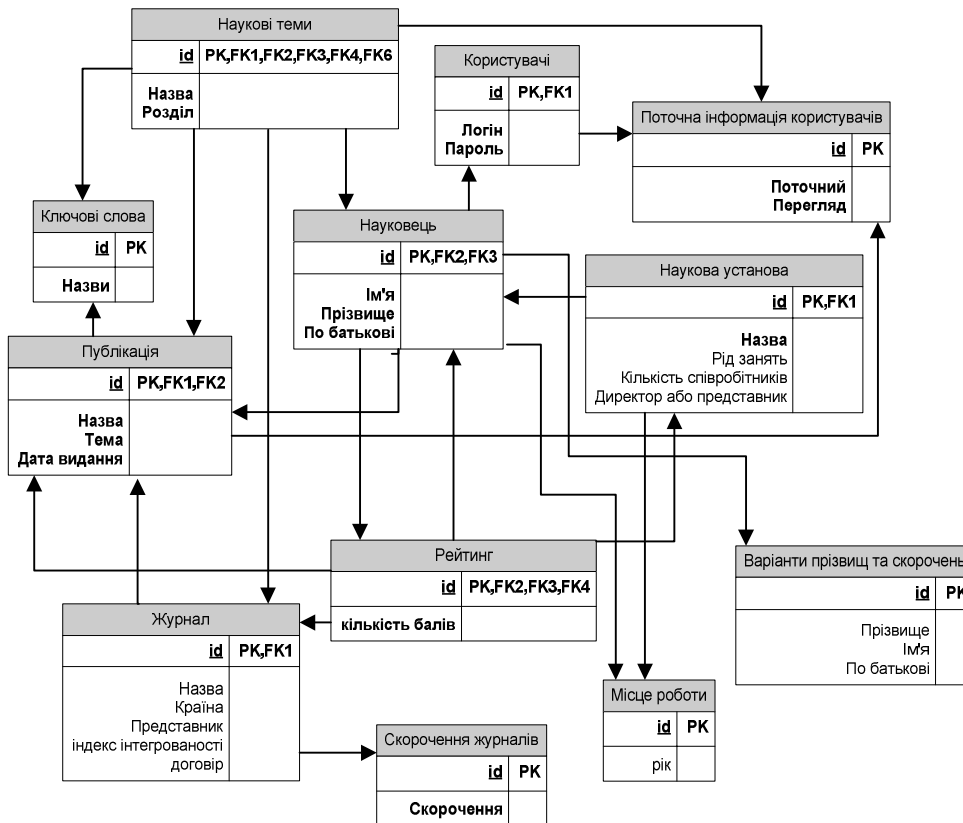 Наукові теми
id PK,FK1,FK2,FK3,FK4,FK6
Назва
Розділ
Користувачі
id PK,FK1
Логін
Пароль
Поточна інформація користувачів
id PK
Поточний
Перегляд
Ключові слова
id PK
Назви
Науковець
id PK,FK2,FK3
Ім'я
Прізвище
По батькові
Наукова установа
id PK,FK1
Назва
Рід занять
Кількість співробітників
Директор або представник
Публікація
id PK,FK1,FK2
Назва
Тема
Дата видання
Рейтинг
id PK,FK2,FK3,FK4
кількість балів
Варіанти прізвищ та скорочень
id PK
Прізвище
Ім'я
По батькові
Журнал
id PK,FK1
Назва
Країна
Представник
індекс інтегрованості
договір
Місце роботи
id PK
рік
Скорочення журналів
id PK
Скорочення